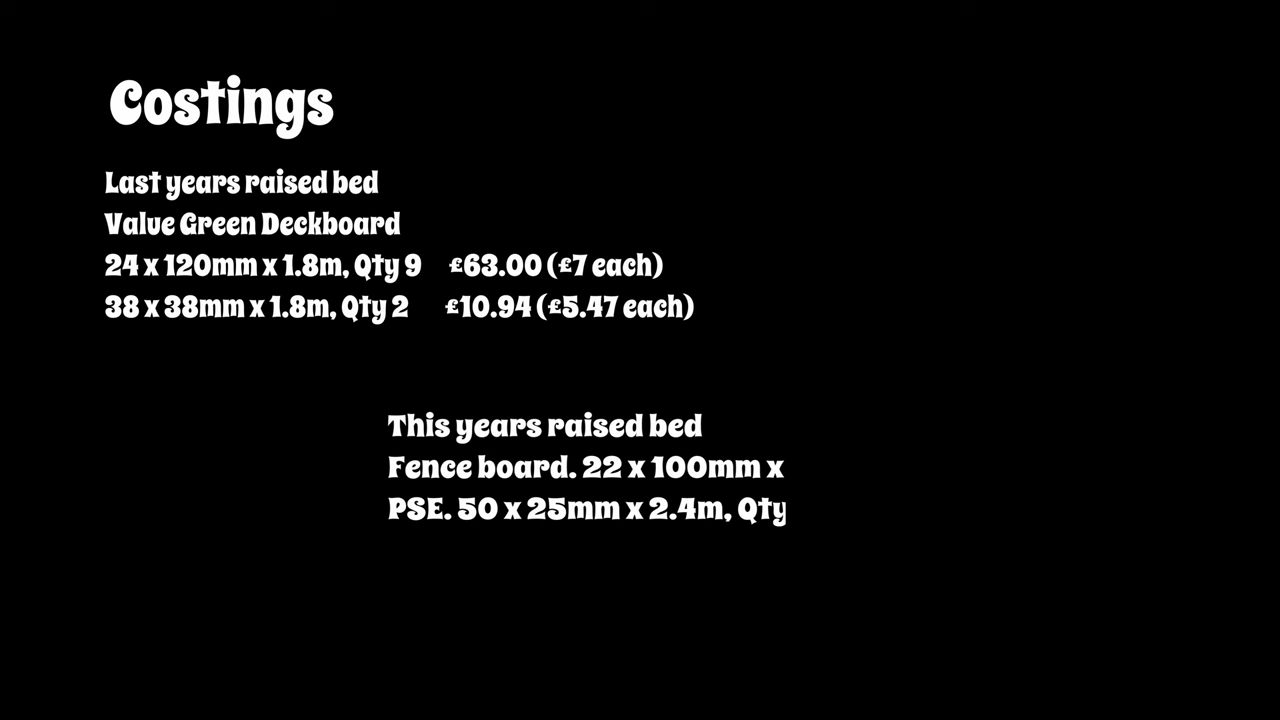 Costings
Last years raised bed
Value Green Deckboard
24 x 120mm x 1.8m, Qty 9 £63.00 (£7 each)
38 x 38mm x 1.8m, Qty 2 £10.94 (£5.47 each)
This years raised bed
Fence board. 22 x 100mm x
PSE. 50 x 25mm x 2.4m, Qty